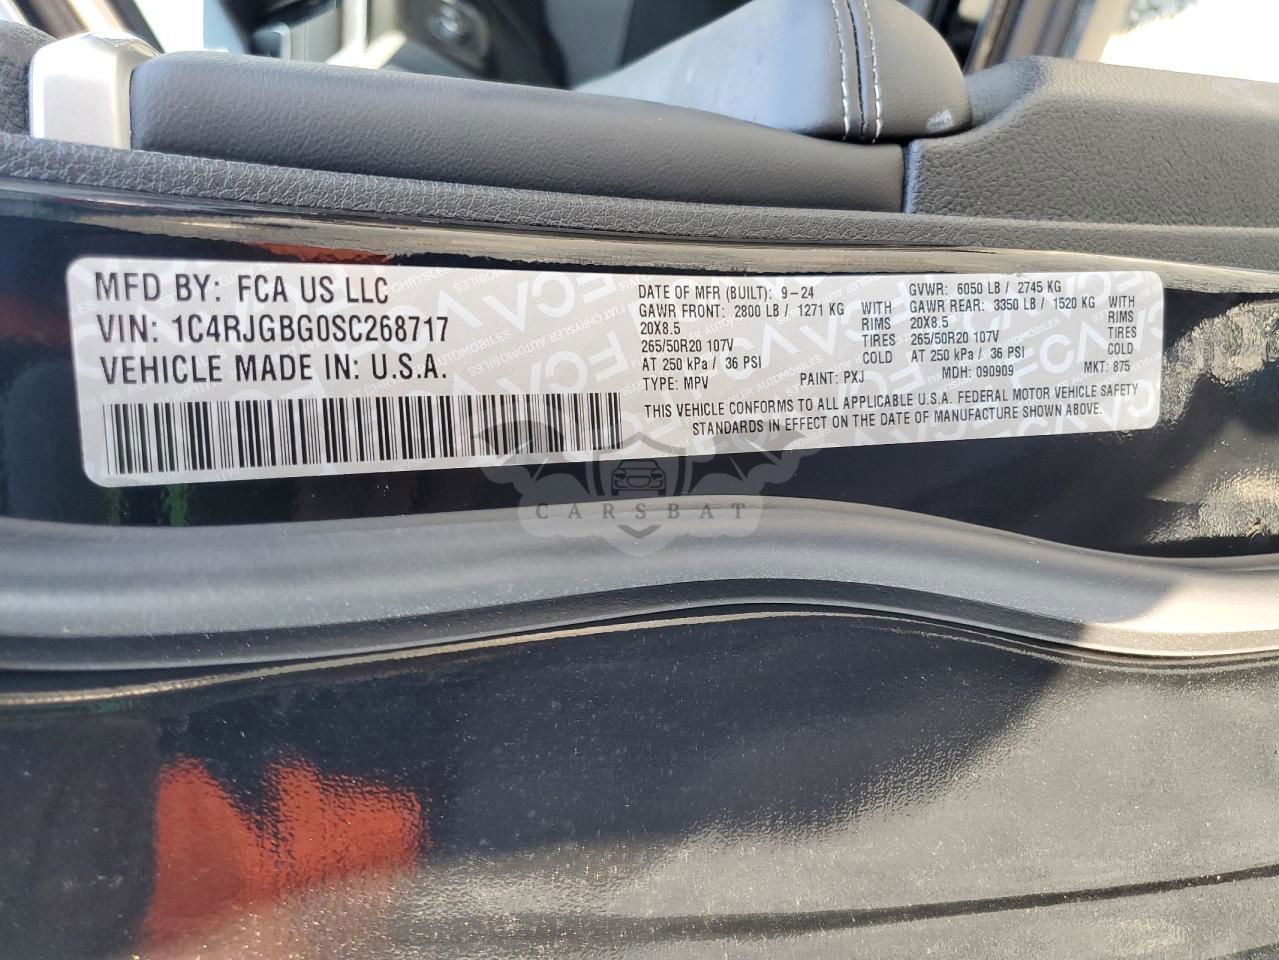 MFD BY: FCA US LLC
VIN: 1C4RJGBG0SC268717
VEHICLE MADE IN: U.S.A.
DATE OF MFR (BUILT): 9-24
GAWR FRONT: 2800 LB / 1271 KG WITH
20X8.5 RIMS
265/50R20 107V TIRES
AT 250 kPa / 36 PSI COLD
TYPE: MPV PAINT: PXJ
GVWR: 6050 LB / 2745 KG
GAWR REAR: 3350 LB / 1520 KG WITH
20X8.5 RIMS
265/50R20 107V TIRES
AT 250 kPa / 36 PSI COLD
MDH: 090909 MKT: 875
THIS VEHICLE CONFORMS TO ALL APPLICABLE U.S.A. FEDERAL MOTOR VEHICLE SAFETY
STANDARDS IN EFFECT ON THE DATE OF MANUFACTURE SHOWN ABOVE.
CARSBAT